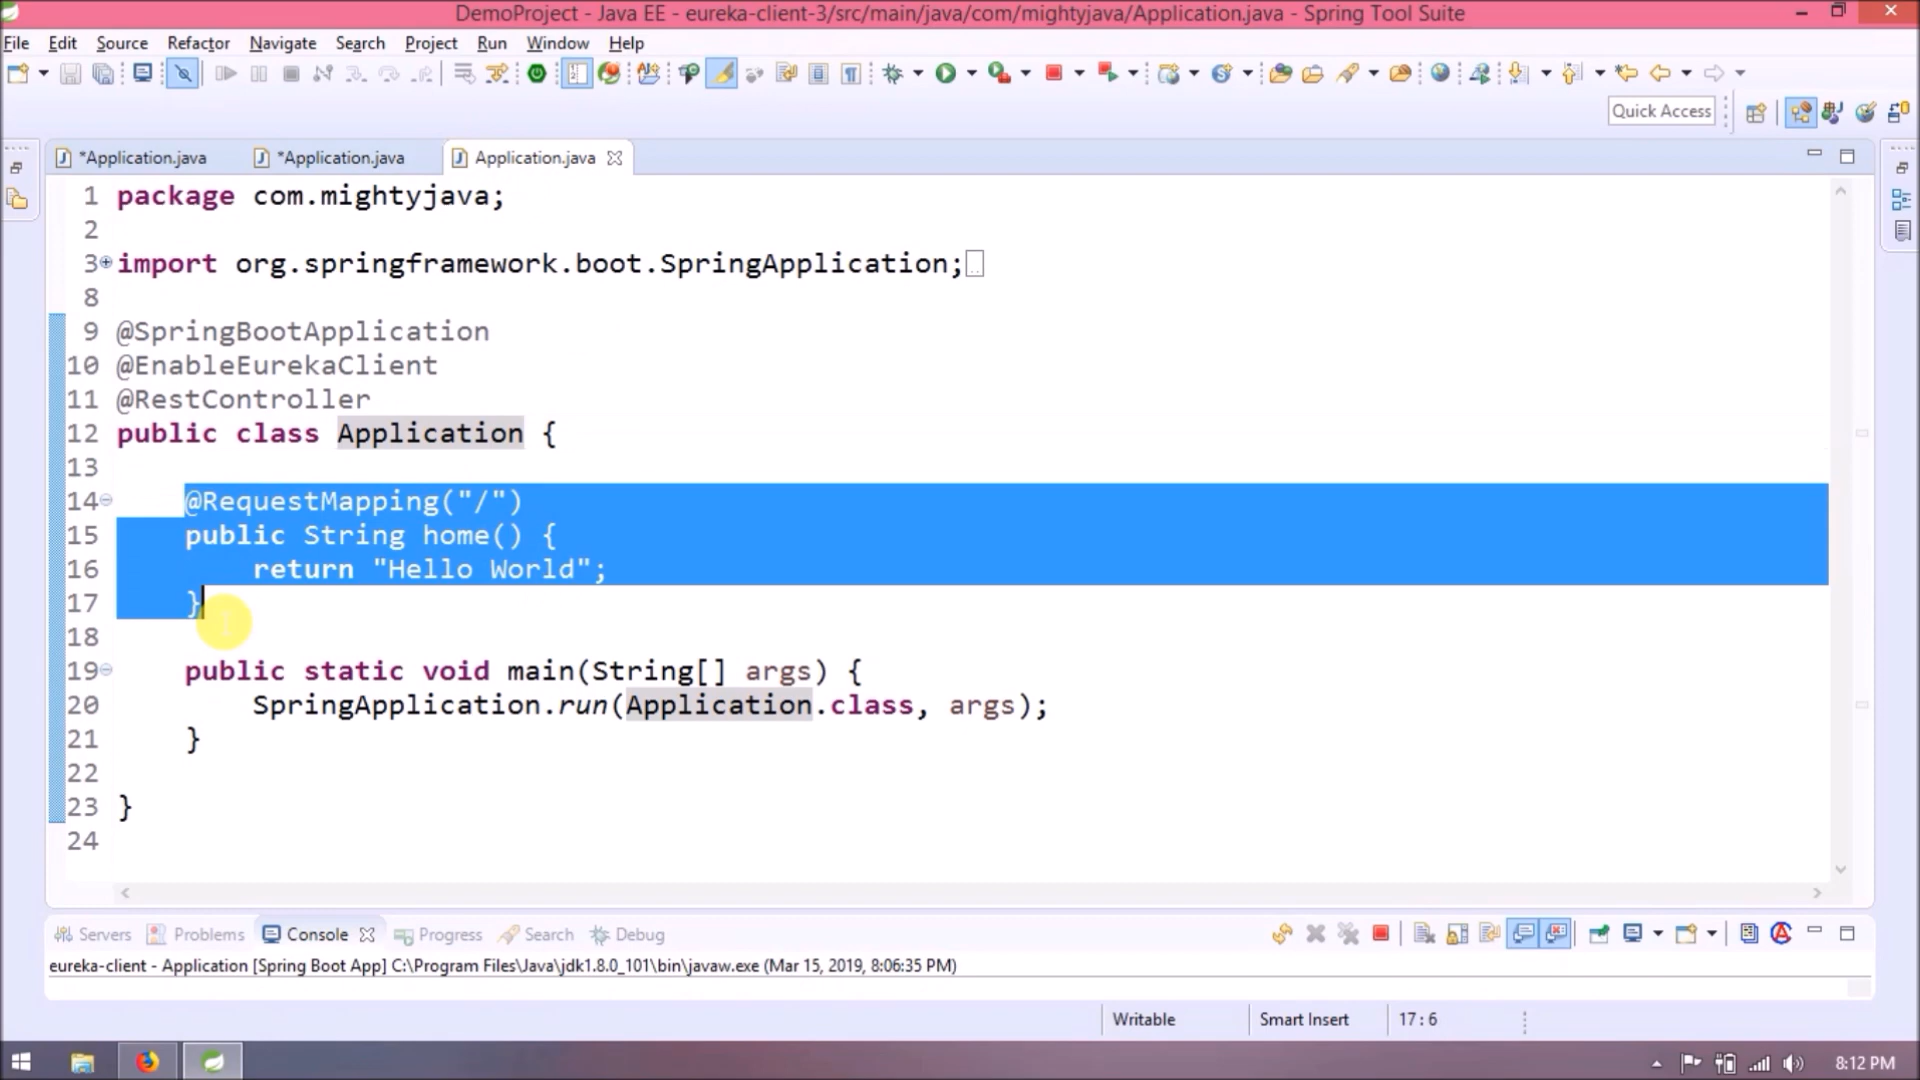 DemoProject - Java EE - eureka-client-3/src/main/java/com/mightyjava/Application.java - Spring Tool Suite
File Edit Source Refactor Navigate Search Project Run Window Help
Quick Access
*Application.java *Application.java Application.java
1 package com.mightyjava;
2
3 import org.springframework.boot.SpringApplication;
8
9 @SpringBootApplication
10 @EnableEurekaClient
11 @RestController
12 public class Application {
13
14 @RequestMapping("/")
15 public String home() {
16 return "Hello World";
17 }
18
19 public static void main(String[] args) {
20 SpringApplication.run(Application.class, args);
21 }
22
23 }
24
Servers Problems Console Progress Search Debug
eureka-client - Application [Spring Boot App] C:\Program Files\Java\jdk1.8.0_101\bin\javaw.exe (Mar 15, 2019, 8:06:35 PM)
Writable Smart Insert 17 : 6
8:12 PM